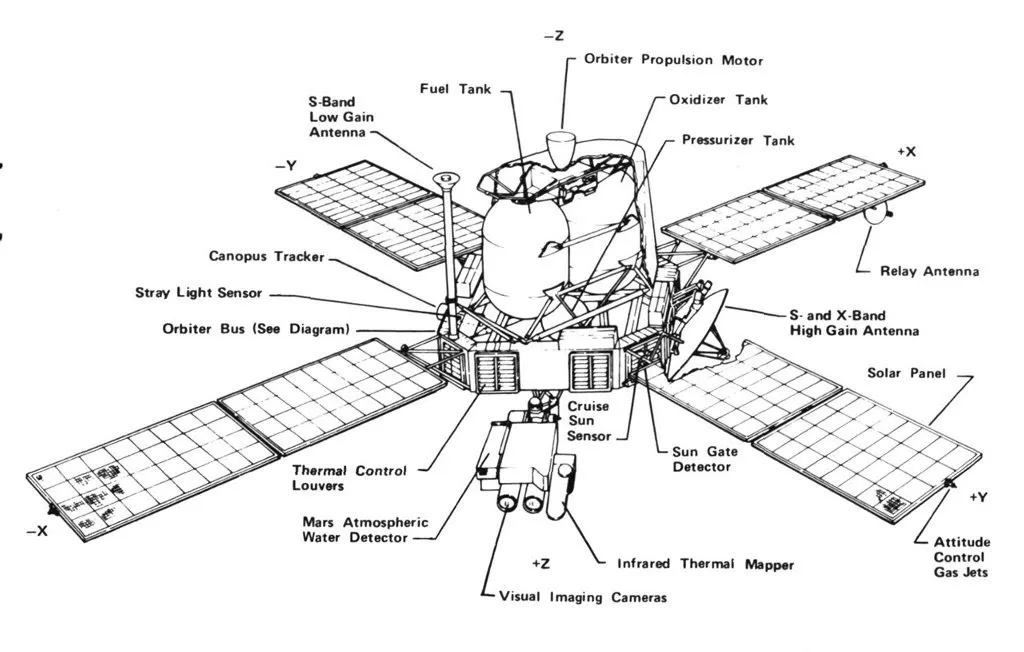 −Z
Orbiter Propulsion Motor
Fuel Tank
Oxidizer Tank
S-Band
Low Gain
Antenna
Pressurizer Tank
−Y
+X
Canopus Tracker
Relay Antenna
Stray Light Sensor
S- and X-Band
High Gain Antenna
Orbiter Bus (See Diagram)
Solar Panel
Cruise
Sun
Sensor
Sun Gate
Detector
Thermal Control
Louvers
+Y
−X
Mars Atmospheric
Water Detector
Attitude
Control
Gas Jets
+Z
Infrared Thermal Mapper
Visual Imaging Cameras